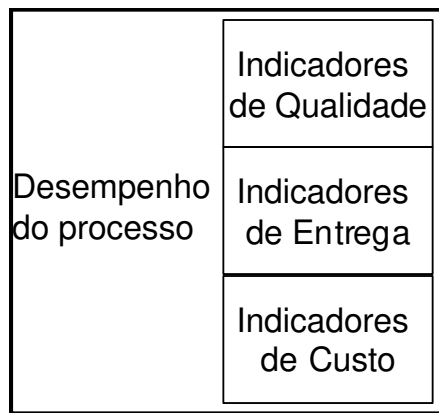 Indicadores
de Qualidade
Desempenho
do processo
Indicadores
de Entrega
Indicadores
de Custo